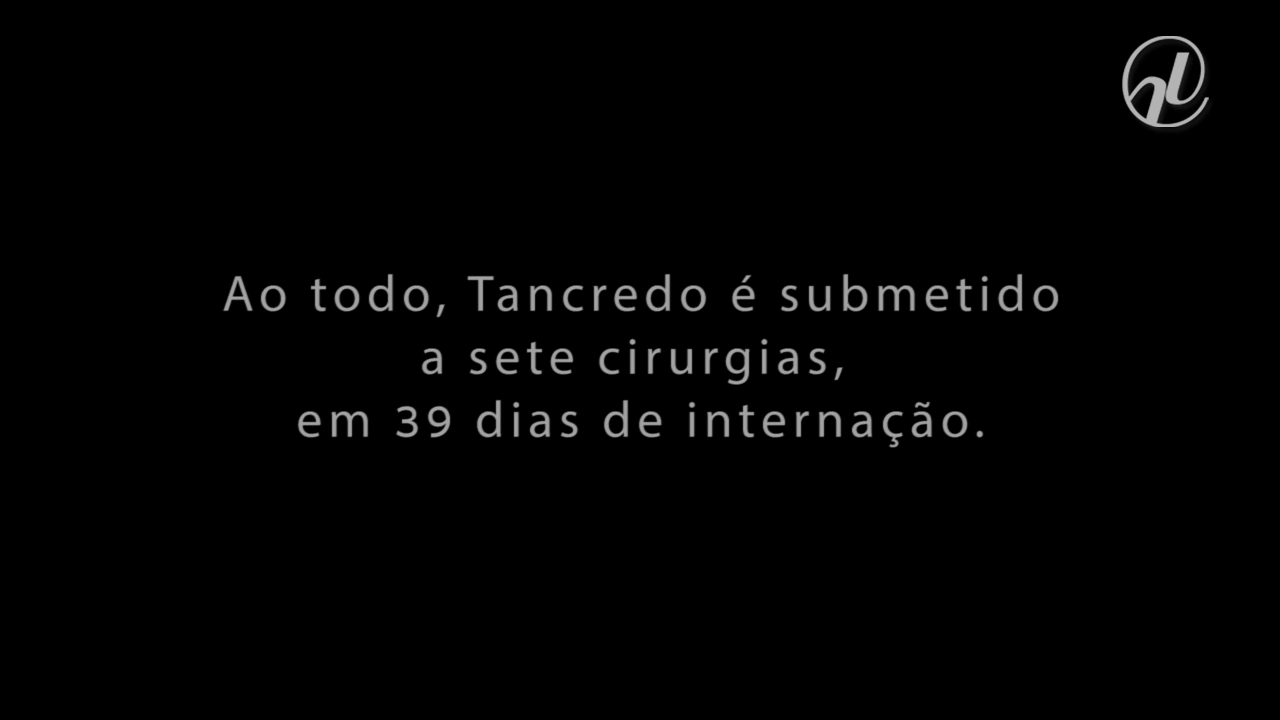 Ao todo, Tancredo é submetido
a sete cirurgias,
em 39 dias de internação.